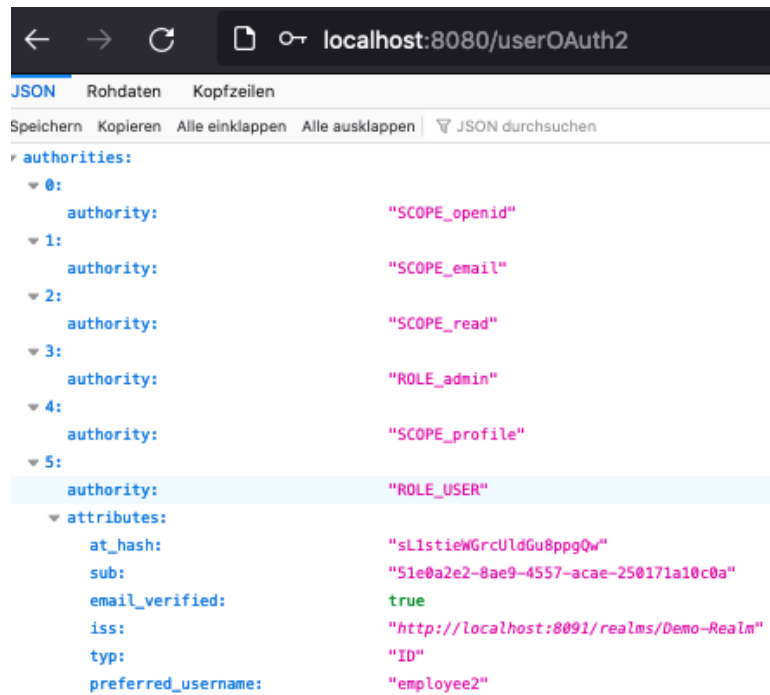 localhost:8080/userOAuth2
JSON Rohdaten Kopfzeilen
Speichern Kopieren Alle einklappen Alle ausklappen JSON durchsuchen
authorities:
0:
authority: "SCOPE_openid"
1:
authority: "SCOPE_email"
2:
authority: "SCOPE_read"
3:
authority: "ROLE_admin"
4:
authority: "SCOPE_profile"
5:
authority: "ROLE_USER"
attributes:
at_hash: "sL1stieWGrcUldGu8ppgQw"
sub: "51e0a2e2-8ae9-4557-acae-250171a10c0a"
email_verified: true
iss: "http://localhost:8091/realms/Demo-Realm"
typ: "ID"
preferred_username: "employee2"